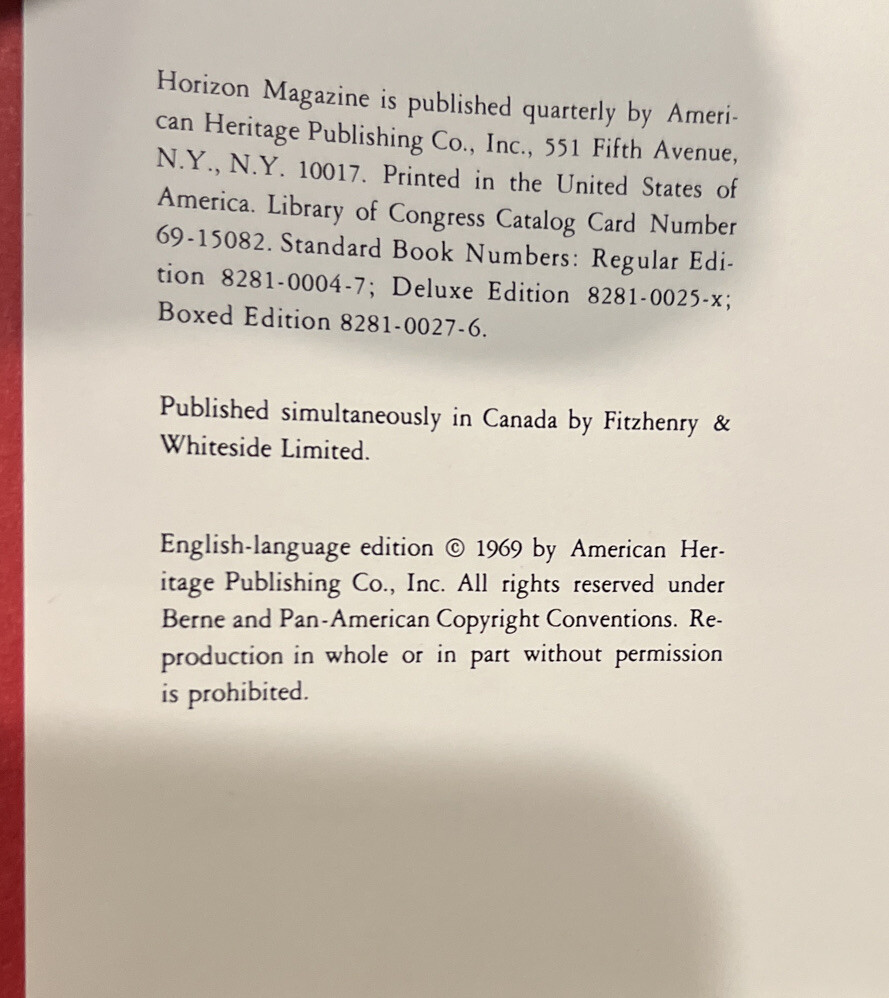 Horizon Magazine is published quarterly by Ameri-
can Heritage Publishing Co., Inc., 551 Fifth Avenue,
N.Y., N.Y. 10017. Printed in the United States of
America. Library of Congress Catalog Card Number
69-15082. Standard Book Numbers: Regular Edi-
tion 8281-0004-7; Deluxe Edition 8281-0025-x;
Boxed Edition 8281-0027-6.
Published simultaneously in Canada by Fitzhenry &
Whiteside Limited.
English-language edition © 1969 by American Her-
itage Publishing Co., Inc. All rights reserved under
Berne and Pan-American Copyright Conventions. Re-
production in whole or in part without permission
is prohibited.